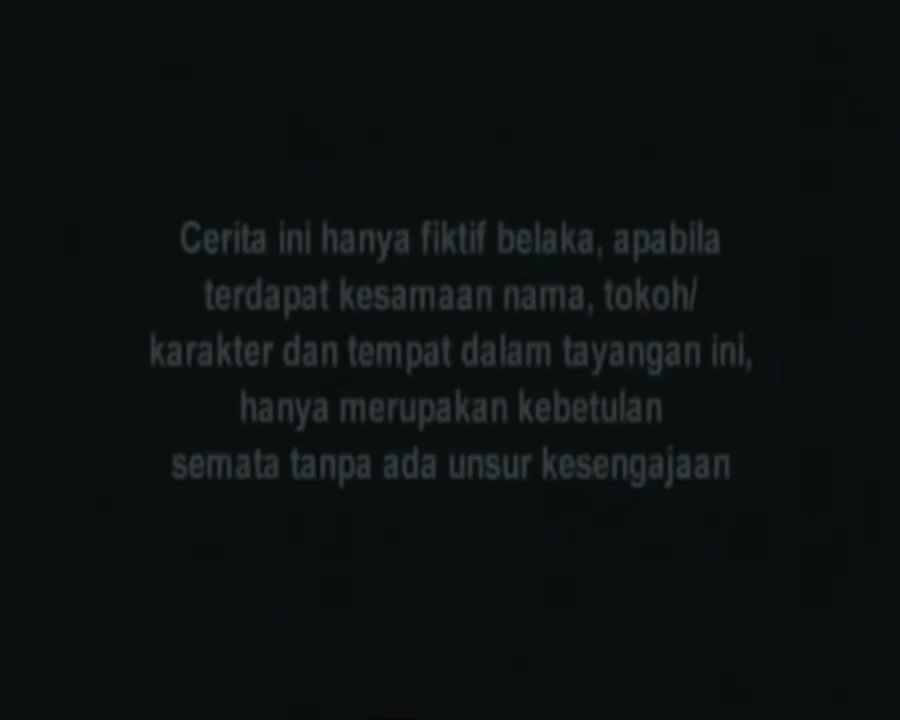 Cerita ini hanya fiktif belaka, apabila
terdapat kesamaan nama, tokoh/
karakter dan tempat dalam tayangan ini,
hanya merupakan kebetulan
semata tanpa ada unsur kesengajaan